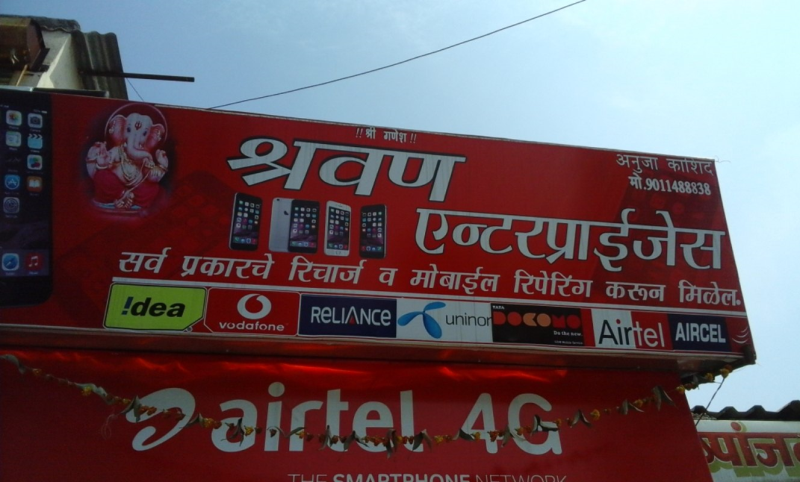 !! श्री गणेश !!
श्रवण
एन्टरप्राईजेस
अनुजा काशिद
मो.9011488838
सर्व प्रकारचे रिचार्ज व मोबाईल रिपेरिंग करून मिळेल.
!dea
vodafone
RELIANCE
uninor
TATA
DOCOMO
Do the new
Airtel
AIRCEL
airtel 4G
THE SMARTPHONE NETWORK